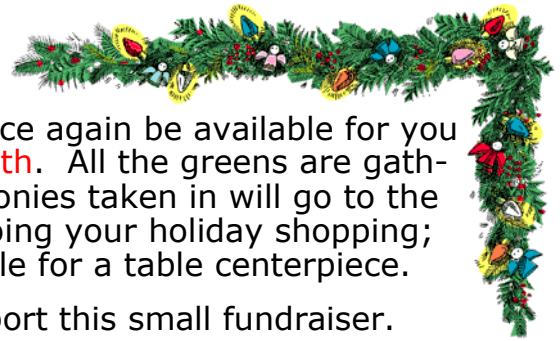 ce again be available for you
th. All the greens are gath-
onies taken in will go to the
ing your holiday shopping;
le for a table centerpiece.
ort this small fundraiser.